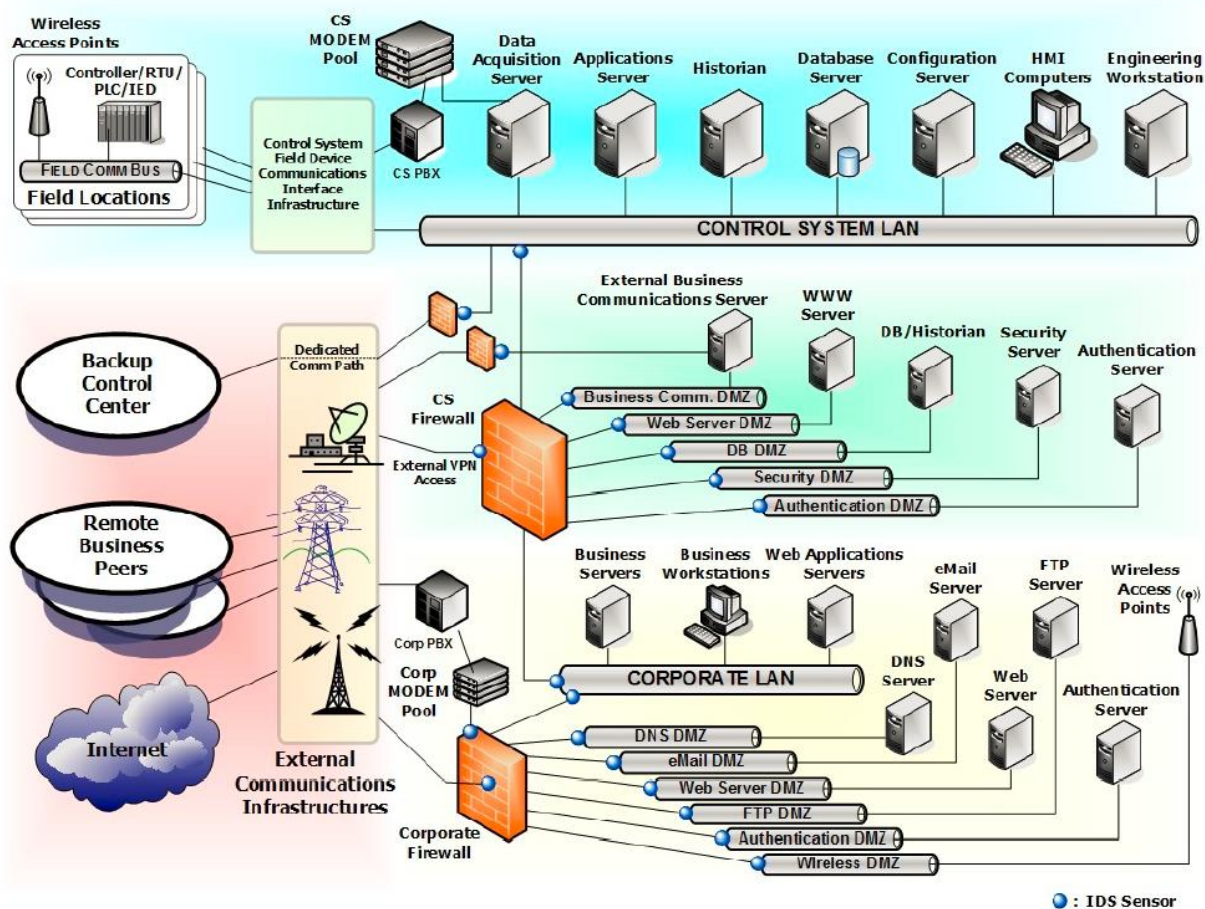 Wireless
Access Points
Controller/RTU/
PLC/IED
FIELD COMM BUS
Field Locations
CS
MODEM
Pool
CS PBX
Control System
Field Device
Communications
Interface
Infrastructure
Data
Acquisition
Server
Applications
Server
Historian
Database
Server
Configuration
Server
HMI
Computers
Engineering
Workstation
CONTROL SYSTEM LAN
External Business
Communications Server
WWW
Server
DB/Historian
Security
Server
Authentication
Server
Backup
Control
Center
Dedicated
Comm Path
CS
Firewall
External VPN
Access
Business Comm. DMZ
Web Server DMZ
DB DMZ
Security DMZ
Authentication DMZ
Remote
Business
Peers
Business
Servers
Business
Workstations
Web Applications
Servers
eMail
Server
FTP
Server
Wireless
Access
Points
Corp PBX
Corp
MODEM
Pool
CORPORATE LAN
DNS
Server
Web
Server
Authentication
Server
Internet
External
Communications
Infrastructures
Corporate
Firewall
DNS DMZ
eMail DMZ
Web Server DMZ
FTP DMZ
Authentication DMZ
Wireless DMZ
: IDS Sensor